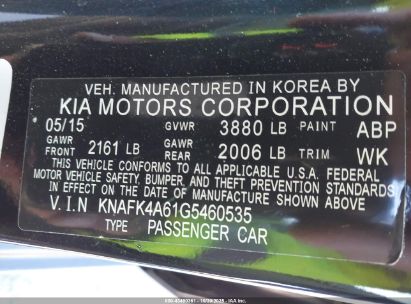 VEH. MANUFACTURED IN KOREA BY
KIA MOTORS CORPORATION
05/15 GVWR 3880 LB PAINT ABP
GAWR FRONT 2161 LB GAWR REAR 2006 LB TRIM WK
THIS VEHICLE CONFORMS TO ALL APPLICABLE U.S.A. FEDERAL
MOTOR VEHICLE SAFETY, BUMPER, AND THEFT PREVENTION STANDARDS
IN EFFECT ON THE DATE OF MANUFACTURE SHOWN ABOVE
V.I.N KNAFK4A61G5460535
TYPE PASSENGER CAR